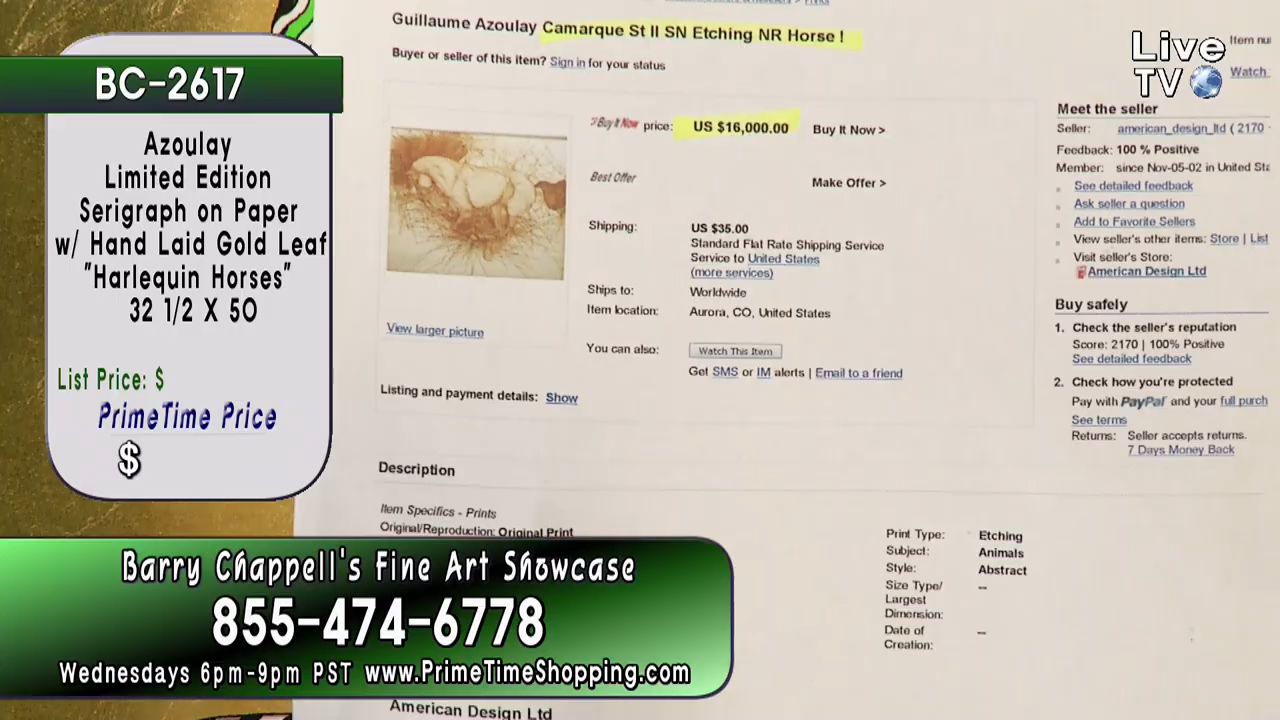 Guillaume Azoulay Camarque St II SN Etching NR Horse !
Buyer or seller of this item? Sign in for your status
Live
TV
Item nu
Watch
BC-2617
Azoulay
Limited Edition
Serigraph on Paper
w/ Hand Laid Gold Leaf
"Harlequin Horses"
32 1/2 X 50
List Price: $
PrimeTime Price
$
Buy It Now price: US $16,000.00 Buy It Now >
Best Offer Make Offer >
Shipping: US $35.00
Standard Flat Rate Shipping Service
Service to United States
(more services)
Ships to: Worldwide
Item location: Aurora, CO, United States
View larger picture
You can also: Watch This Item
Get SMS or IM alerts | Email to a friend
Listing and payment details: Show
Meet the seller
Seller: american_design_ltd ( 2170
Feedback: 100 % Positive
Member: since Nov-05-02 in United Sta
See detailed feedback
Ask seller a question
Add to Favorite Sellers
View seller's other items: Store | List
Visit seller's Store:
American Design Ltd
Buy safely
1. Check the seller's reputation
Score: 2170 | 100% Positive
See detailed feedback
2. Check how you're protected
Pay with PayPal and your full purch
See terms
Returns: Seller accepts returns.
7 Days Money Back
Description
Item Specifics - Prints
Original/Reproduction: Original Print
Print Type: Etching
Subject: Animals
Style: Abstract
Size Type/ --
Largest
Dimension:
Date of --
Creation:
Barry Chappell's Fine Art Showcase
855-474-6778
Wednesdays 6pm-9pm PST www.PrimeTimeShopping.com
American Design Ltd